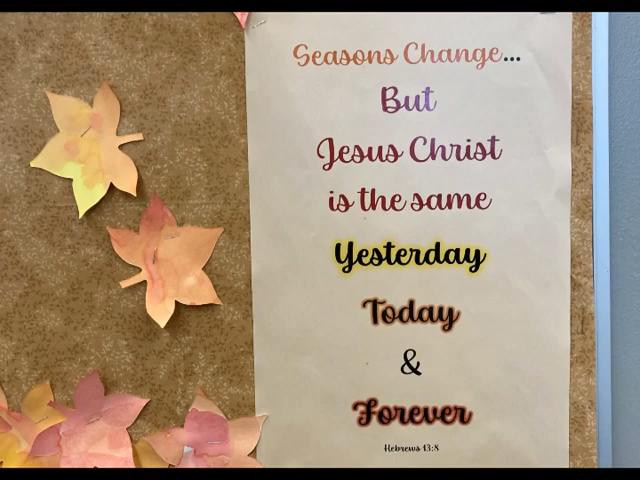 Seasons Change...
But
Jesus Christ
is the same
Yesterday
Today
&
Forever
Hebrews 13:8